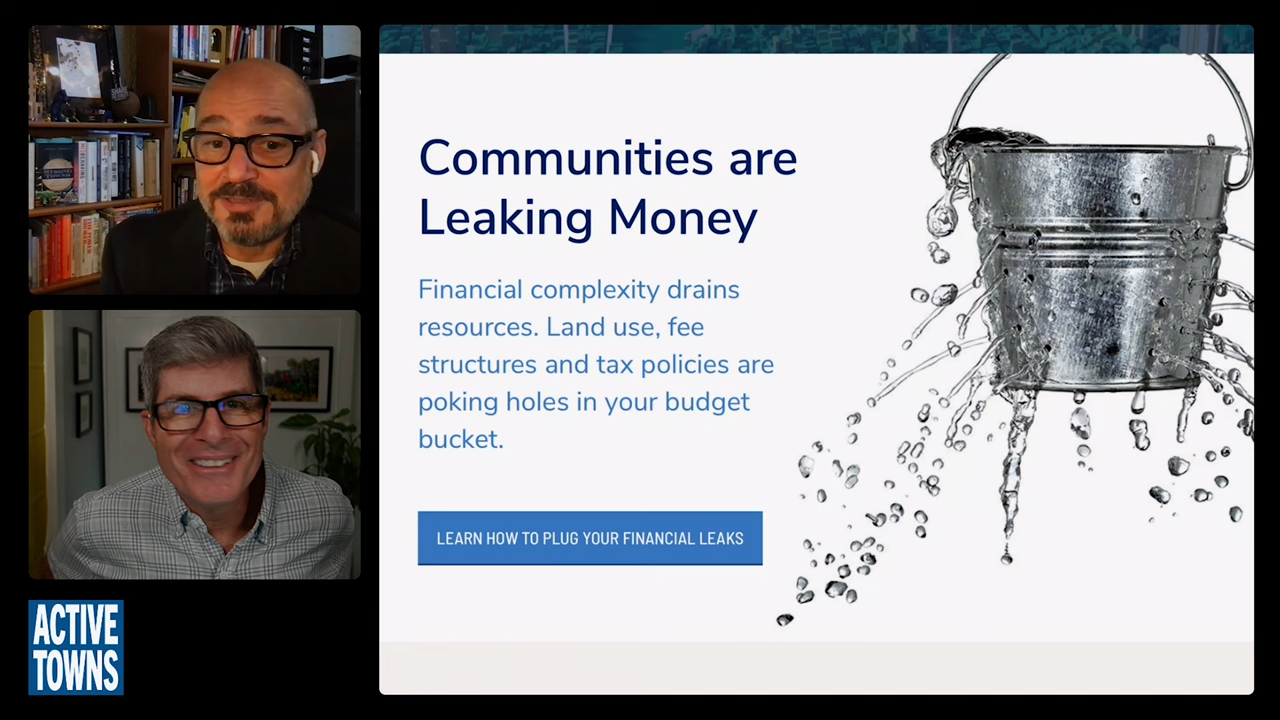 Communities are
Leaking Money
Financial complexity drains
resources. Land use, fee
structures and tax policies are
poking holes in your budget
bucket.
LEARN HOW TO PLUG YOUR FINANCIAL LEAKS
ACTIVE
TOWNS